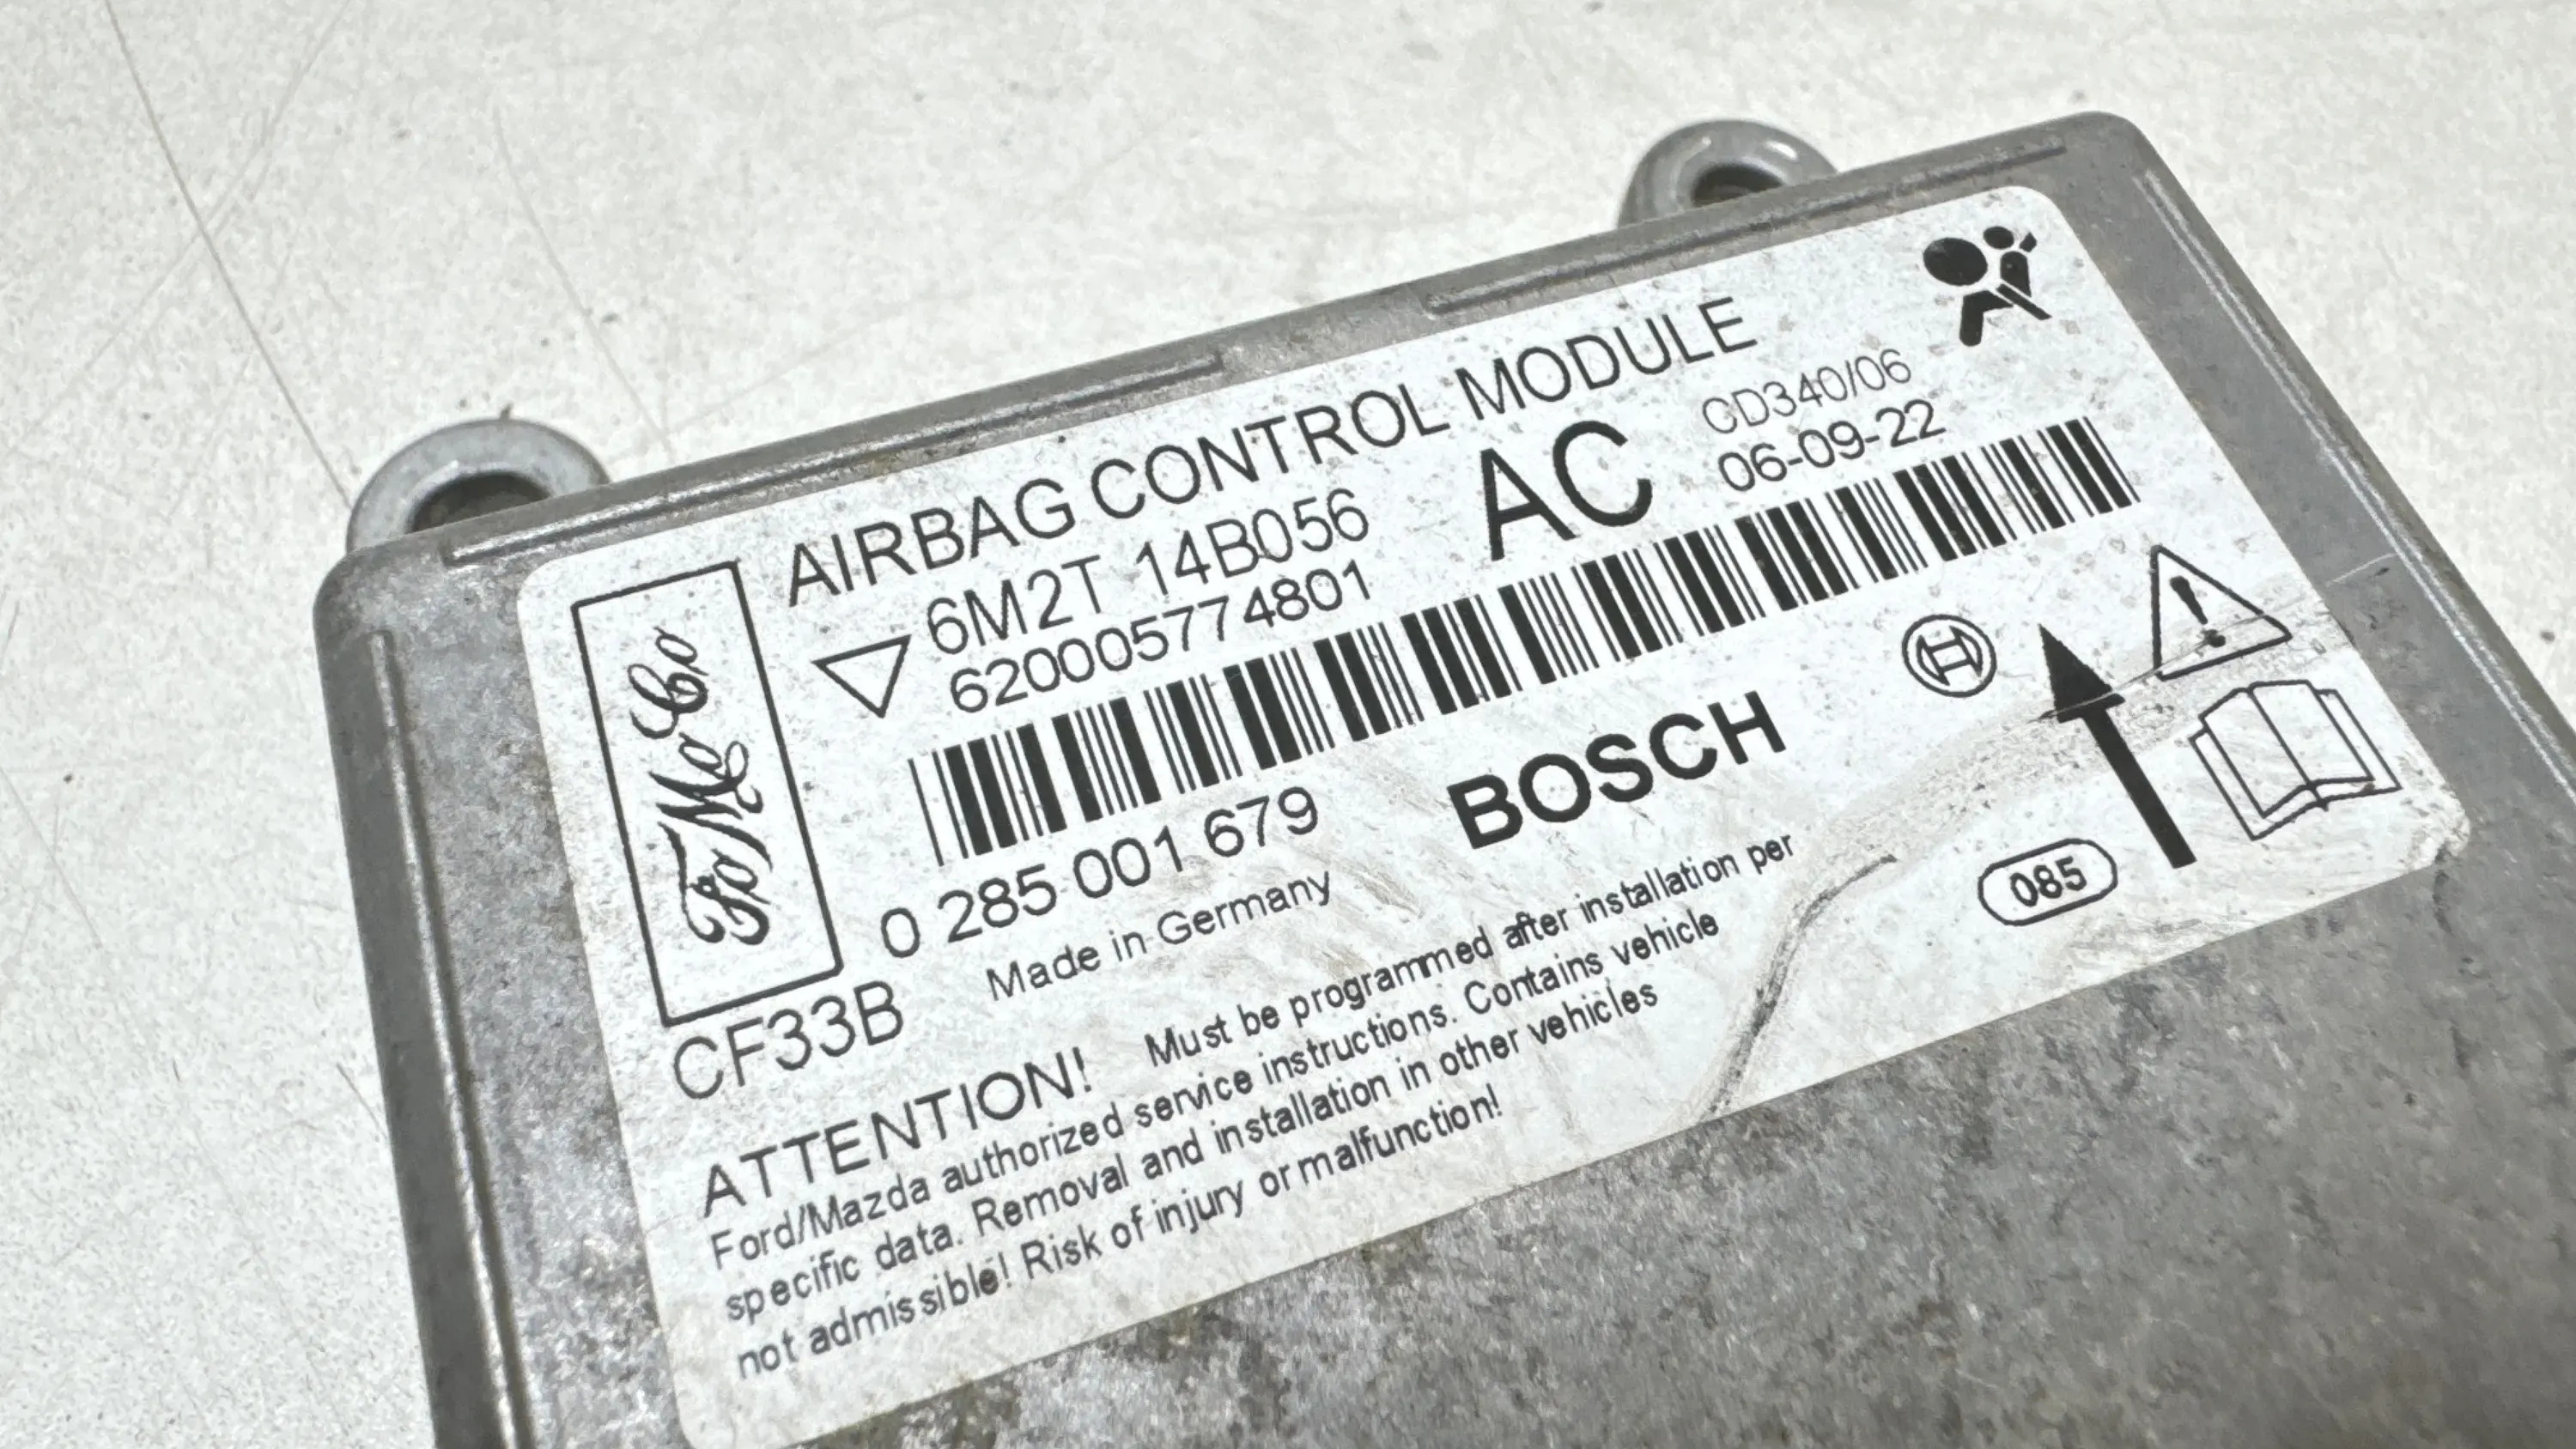 AIRBAG CONTROL MODULE
6M2T 14B056 AC
CD340/06
06-09-22
620005774801
FoMoCo
0 285 001 679
BOSCH
Made in Germany
CF33B
085
ATTENTION! Must be programmed after installation per
Ford/Mazda authorized service instructions. Contains vehicle
specific data. Removal and installation in other vehicles
not admissible! Risk of injury or malfunction!